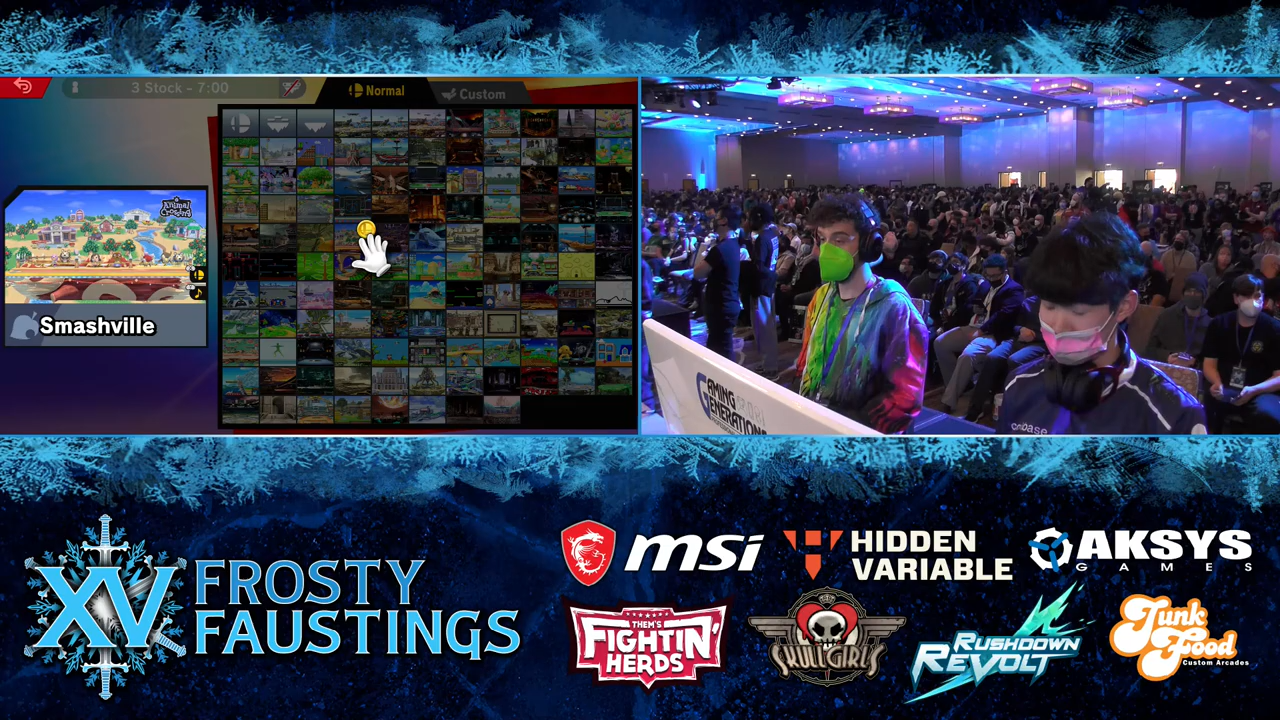 3 Stock - 7:00
Normal
Custom
Animal Crossing
Smashville
GAMING
GENERATIONS
XV
FROSTY
FAUSTINGS
msi
HIDDEN
VARIABLE
AKSYS
GAMES
THEM'S
FIGHTIN'
HERDS
SKULLGIRLS
RUSHDOWN
REVOLT
Junk
Food
Custom Arcades